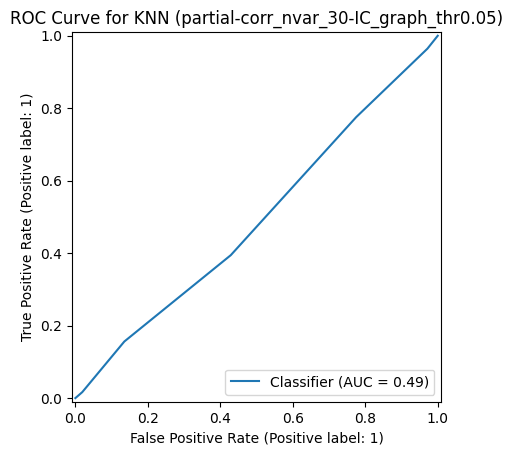 ROC Curve for KNN (partial-corr_nvar_30-IC_graph_thr0.05)
True Positive Rate (Positive label: 1)
1.0
0.8
0.6
0.4
0.2
0.0
Classifier (AUC = 0.49)
0.0 0.2 0.4 0.6 0.8 1.0
False Positive Rate (Positive label: 1)